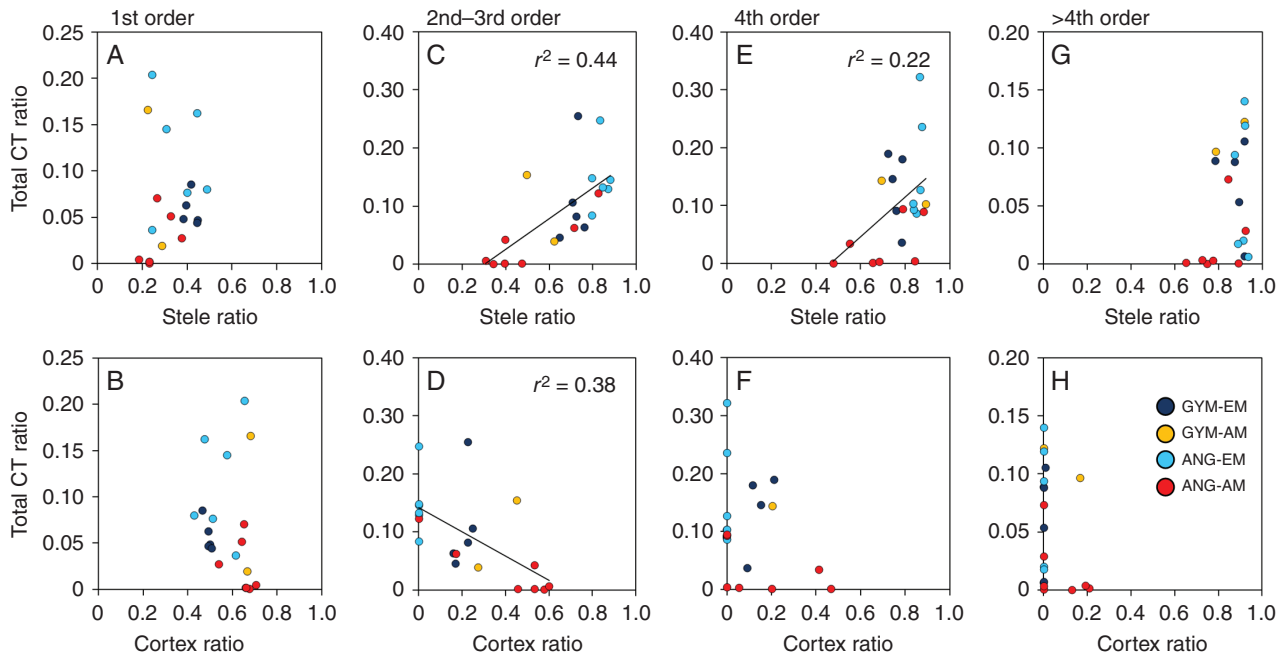 1st order
2nd–3rd order
4th order
>4th order
A
C
E
G
r² = 0.44
r² = 0.22
Total CT ratio
0.25
0.20
0.15
0.10
0.05
0
0 0.2 0.4 0.6 0.8 1.0
Stele ratio
0.40
0.30
0.20
0.10
0
0 0.2 0.4 0.6 0.8 1.0
Stele ratio
0.40
0.30
0.20
0.10
0
0 0.2 0.4 0.6 0.8 1.0
Stele ratio
0.20
0.15
0.10
0.05
0
0 0.2 0.4 0.6 0.8 1.0
Stele ratio
B
D
F
H
r² = 0.38
Total CT ratio
0.25
0.20
0.15
0.10
0.05
0
0 0.2 0.4 0.6 0.8 1.0
Cortex ratio
0.40
0.30
0.20
0.10
0
0 0.2 0.4 0.6 0.8 1.0
Cortex ratio
0.40
0.30
0.20
0.10
0
0 0.2 0.4 0.6 0.8 1.0
Cortex ratio
0.20
0.15
0.10
0.05
0
0 0.2 0.4 0.6 0.8 1.0
Cortex ratio
GYM-EM
GYM-AM
ANG-EM
ANG-AM